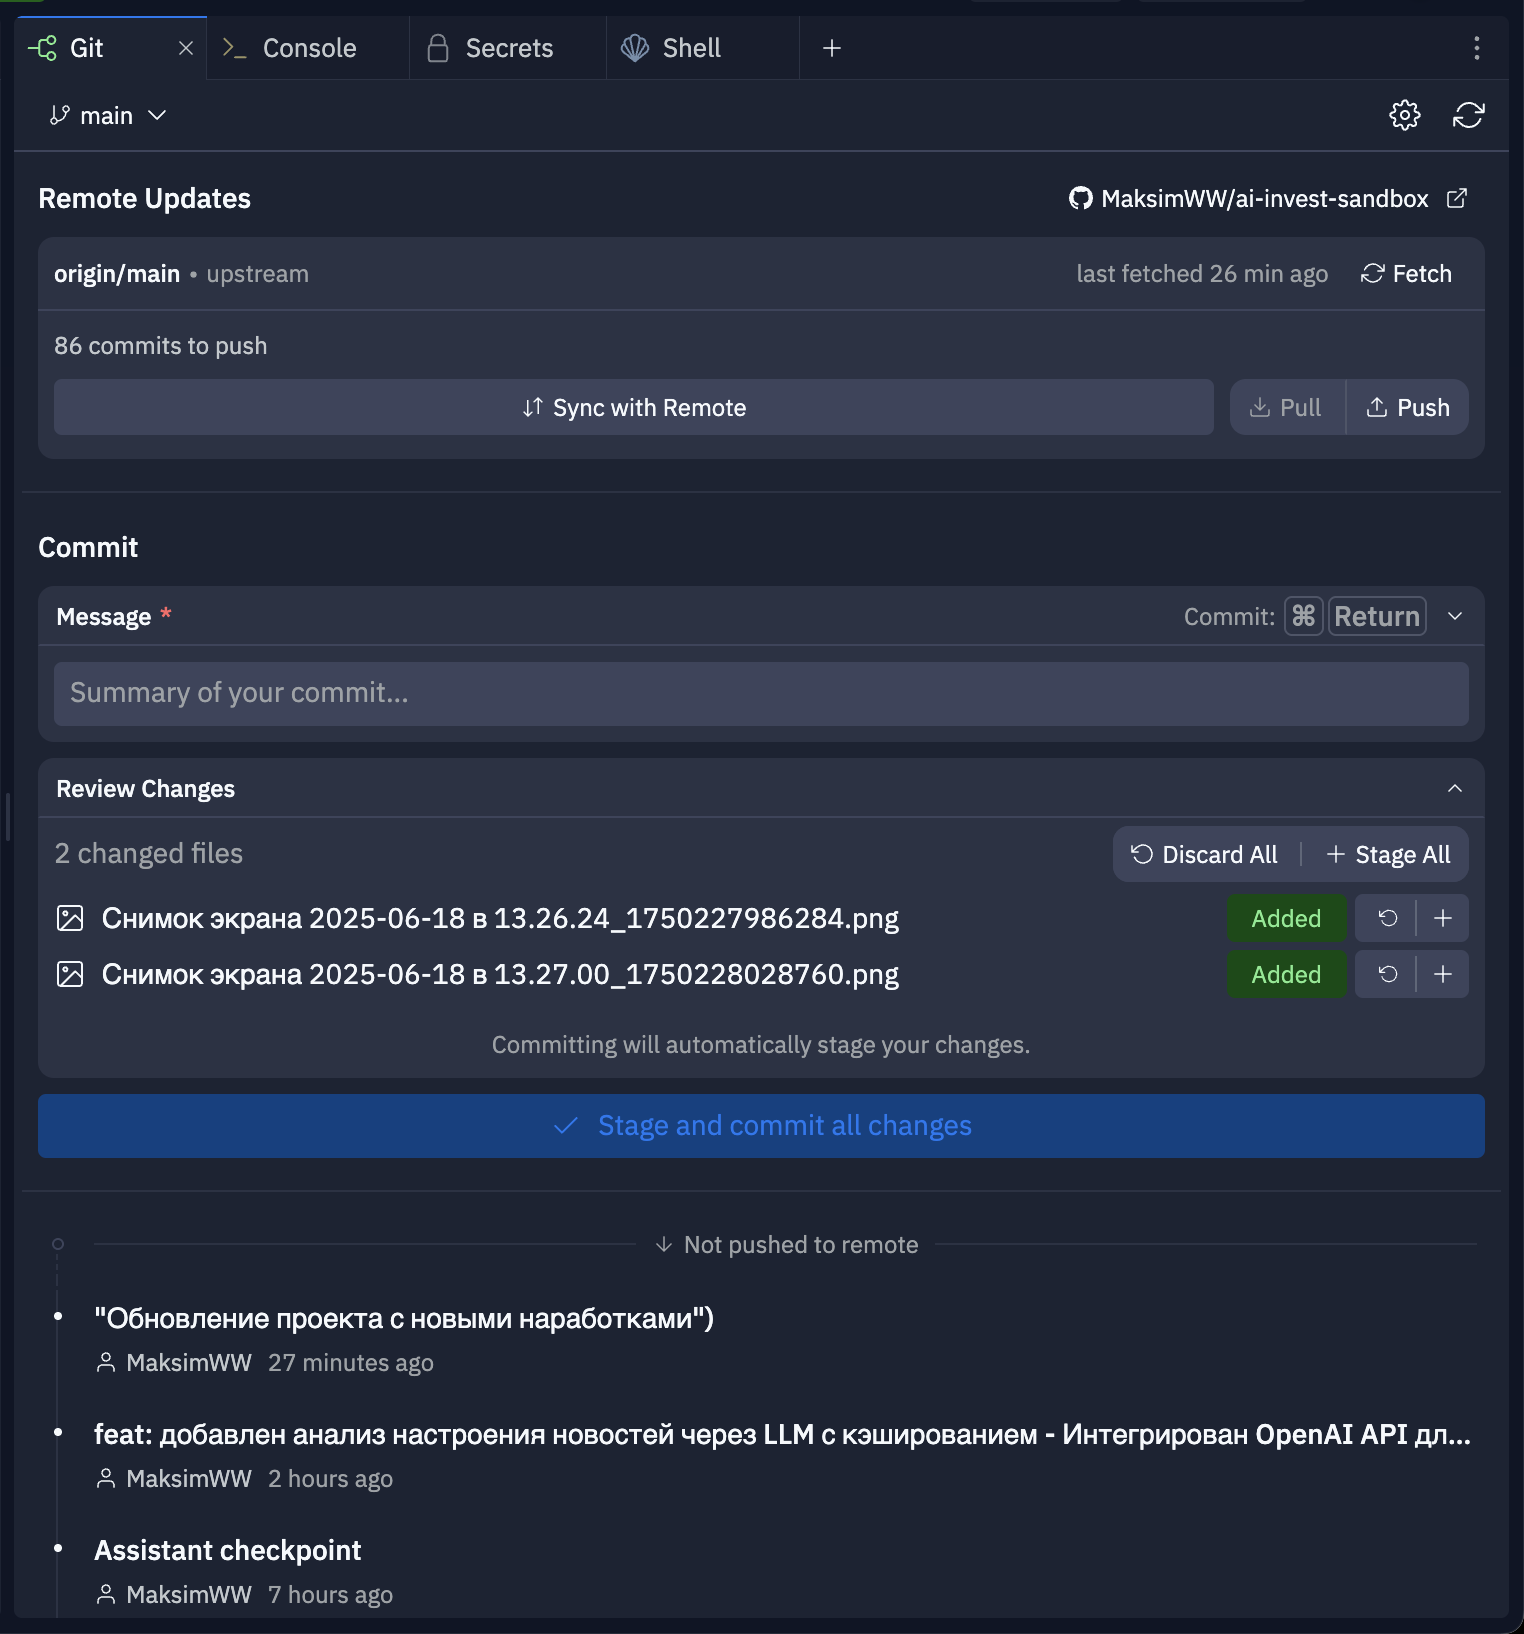 Git
Console
Secrets
Shell
main
Remote Updates
MaksimWW/ai-invest-sandbox
origin/main • upstream
last fetched 26 min ago
Fetch
86 commits to push
Sync with Remote
Pull
Push
Commit
Message *
Commit: ⌘ Return
Summary of your commit...
Review Changes
2 changed files
Discard All
Stage All
Снимок экрана 2025-06-18 в 13.26.24_1750227986284.png
Added
Снимок экрана 2025-06-18 в 13.27.00_1750228028760.png
Added
Committing will automatically stage your changes.
Stage and commit all changes
Not pushed to remote
"Обновление проекта с новыми наработками")
MaksimWW 27 minutes ago
feat: добавлен анализ настроения новостей через LLM с кэшированием - Интегрирован OpenAI API дл...
MaksimWW 2 hours ago
Assistant checkpoint
MaksimWW 7 hours ago